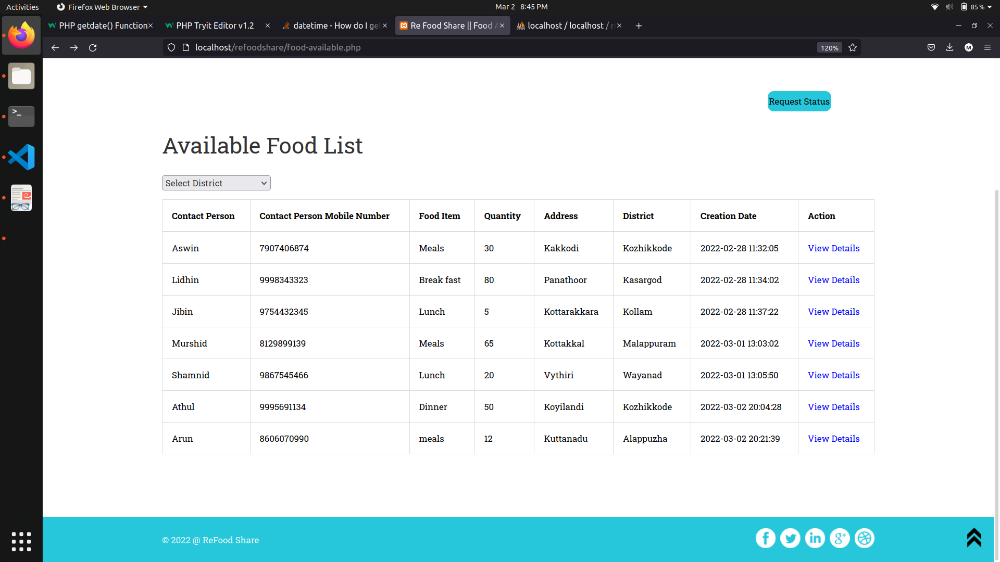 Activities Firefox Web Browser Mar 2 8:45 PM 85 %
PHP getdate() Function PHP Tryit Editor v1.2 datetime - How do I get Re Food Share || Food A localhost / localhost / r
localhost/refoodshare/food-available.php 120% M
Request Status
Available Food List
Select District
Contact Person Contact Person Mobile Number Food Item Quantity Address District Creation Date Action
Aswin 7907406874 Meals 30 Kakkodi Kozhikkode 2022-02-28 11:32:05 View Details
Lidhin 9998343323 Break fast 80 Panathoor Kasargod 2022-02-28 11:34:02 View Details
Jibin 9754432345 Lunch 5 Kottarakkara Kollam 2022-02-28 11:37:22 View Details
Murshid 8129899139 Meals 65 Kottakkal Malappuram 2022-03-01 13:03:02 View Details
Shamnid 9867545466 Lunch 20 Vythiri Wayanad 2022-03-01 13:05:50 View Details
Athul 9995691134 Dinner 50 Koyilandi Kozhikkode 2022-03-02 20:04:28 View Details
Arun 8606070990 meals 12 Kuttanadu Alappuzha 2022-03-02 20:21:39 View Details
© 2022 @ ReFood Share